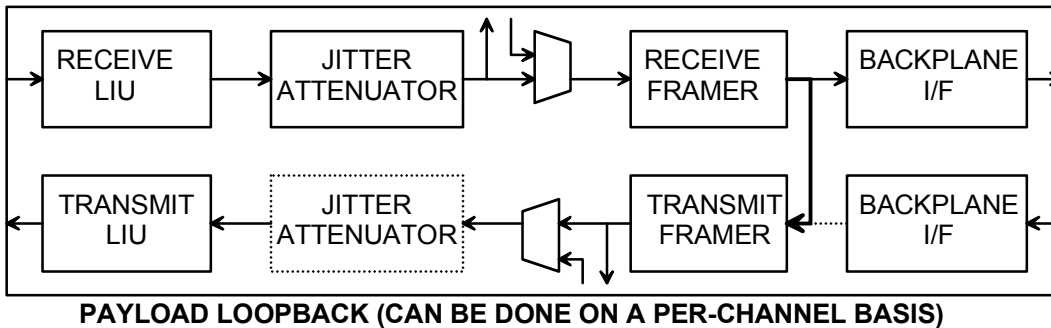 RECEIVE
LIU
JITTER
ATTENUATOR
RECEIVE
FRAMER
BACKPLANE
I/F
TRANSMIT
LIU
JITTER
ATTENUATOR
TRANSMIT
FRAMER
BACKPLANE
I/F
PAYLOAD LOOPBACK (CAN BE DONE ON A PER-CHANNEL BASIS)